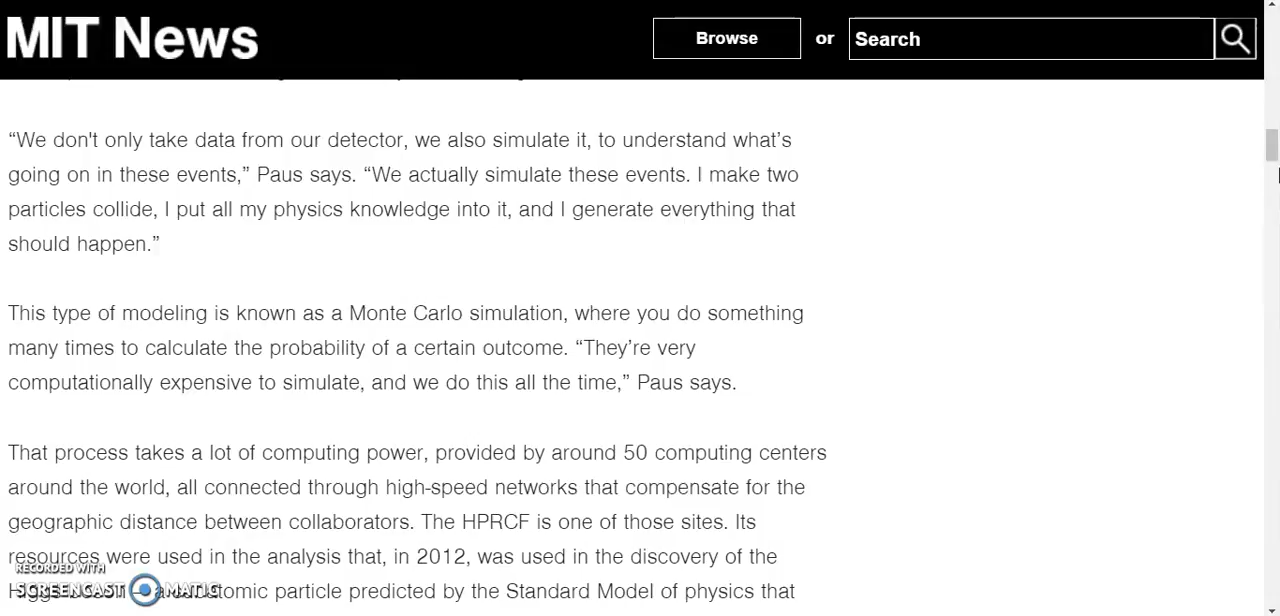 MIT News
Browse or Search
“We don't only take data from our detector, we also simulate it, to understand what’s
going on in these events,” Paus says. “We actually simulate these events. I make two
particles collide, I put all my physics knowledge into it, and I generate everything that
should happen.”
This type of modeling is known as a Monte Carlo simulation, where you do something
many times to calculate the probability of a certain outcome. “They’re very
computationally expensive to simulate, and we do this all the time,” Paus says.
That process takes a lot of computing power, provided by around 50 computing centers
around the world, all connected through high-speed networks that compensate for the
geographic distance between collaborators. The HPRCF is one of those sites. Its
resources were used in the analysis that, in 2012, was used in the discovery of the
particle predicted by the Standard Model of physics that
RECORDED WITH
SCREENCAST MATIC